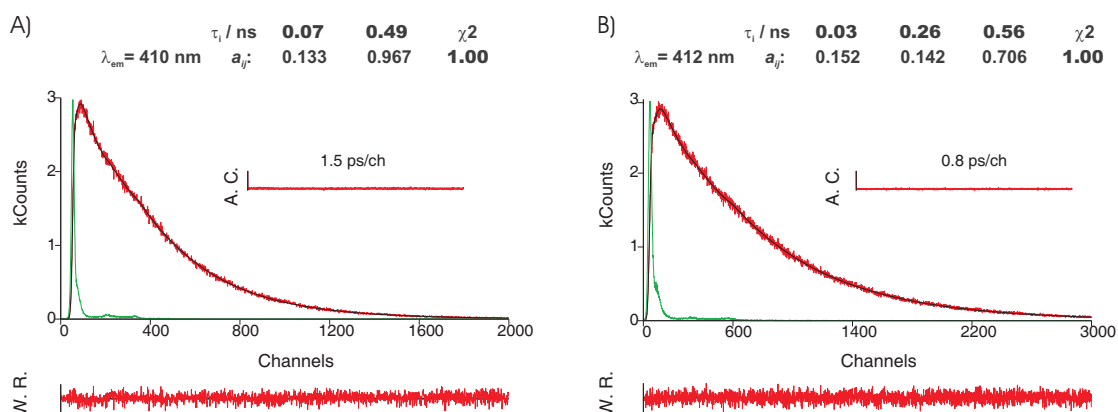 A)
τi / ns 0.07 0.49 χ2
λem= 410 nm aij: 0.133 0.967 1.00
3
2
1
0
kCounts
A. C.
1.5 ps/ch
0 400 800 1200 1600 2000
Channels
W. R.
B)
τi / ns 0.03 0.26 0.56 χ2
λem= 412 nm aij: 0.152 0.142 0.706 1.00
3
2
1
0
kCounts
A. C.
0.8 ps/ch
0 600 1400 2200 3000
Channels
W. R.